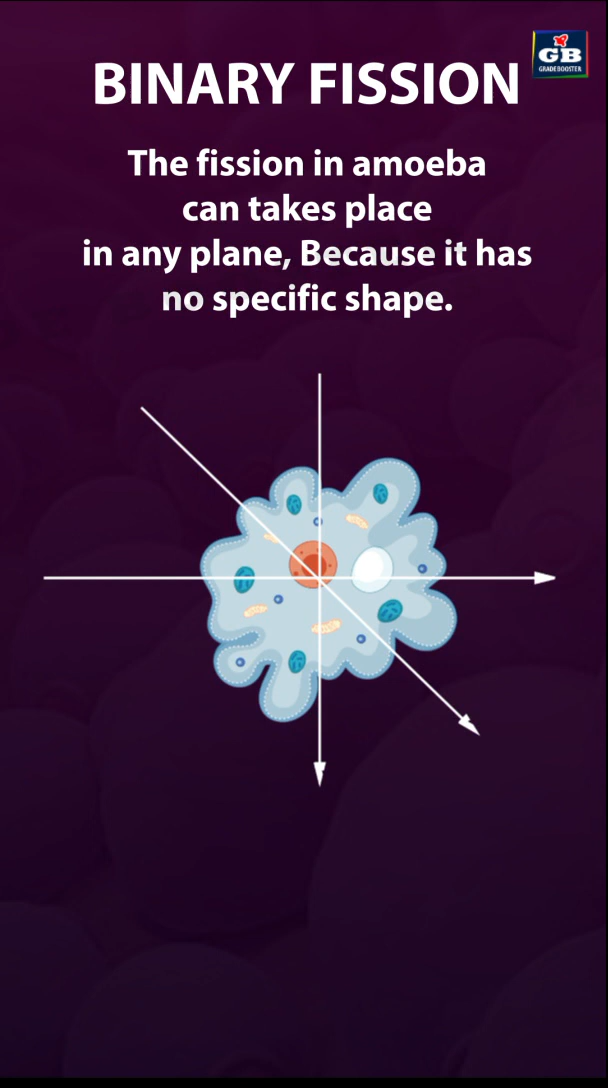 GB
GRADEBOOSTER
BINARY FISSION
The fission in amoeba
can takes place
in any plane, Because it has
no specific shape.